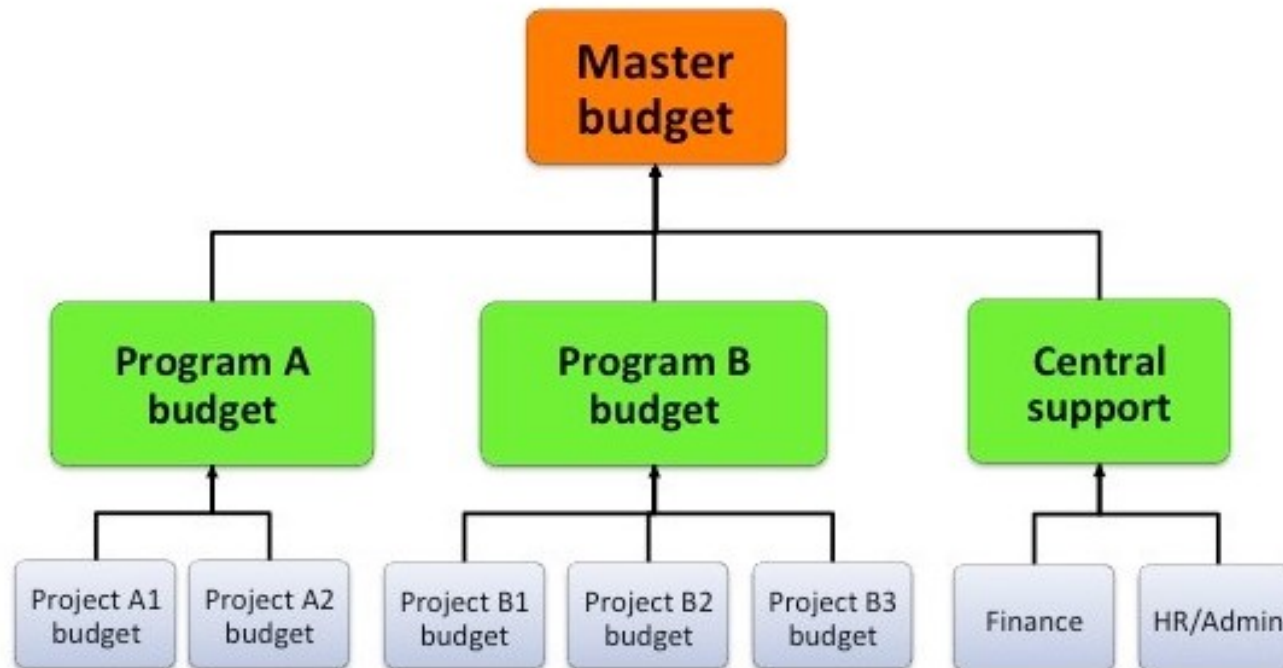 Master
budget
Program A
budget
Program B
budget
Central
support
Project A1
budget
Project A2
budget
Project B1
budget
Project B2
budget
Project B3
budget
Finance
HR/Admin